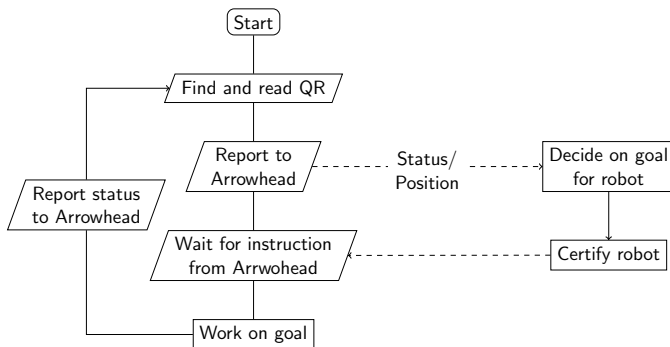 Start
Find and read QR
Report to
Arrowhead
Status/
Position
Decide on goal
for robot
Report status
to Arrowhead
Wait for instruction
from Arrwohead
Certify robot
Work on goal